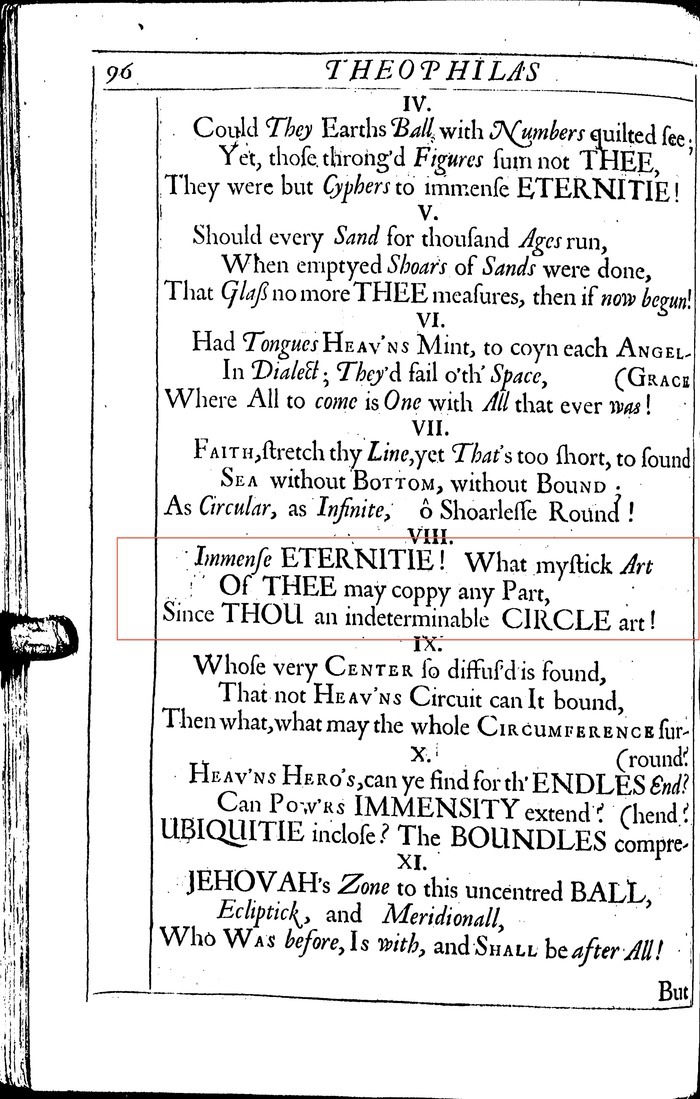 96
THEOPHILAS
IV.
Could They Earths Ball, with Numbers quilted ſee;
Yet, thoſe throng'd Figures ſum not THEE,
They were but Cyphers to immenſe ETERNITIE!
V.
Should every Sand for thouſand Ages run,
When emptyed Shoars of Sands were done,
That Glaß no more THEE meaſures, then if now begun!
VI.
Had Tongues HEAV'NS Mint, to coyn each ANGEL-
In Dialect; They'd fail o'th' Space, (GRACE
Where All to come is One with All that ever was!
VII.
FAITH, ſtretch thy Line, yet That's too ſhort, to ſound
SEA without BOTTOM, without BOUND;
As Circular, as Infinite, ô Shoarleſſe Round!
VIII.
Immenſe ETERNITIE! What myſtick Art
Of THEE may coppy any Part,
Since THOU an indeterminable CIRCLE art!
IX.
Whoſe very CENTER ſo diffuſ'd is found,
That not HEAV'NS Circuit can It bound,
Then what, what may the whole CIRCUMFERENCE ſur-
X. (round?
HEAV'NS HERO's, can ye find for th' ENDLES End?
Can POW'RS IMMENSITY extend? (hend?
UBIQUITIE incloſe? The BOUNDLES compre-
XI.
JEHOVAH's Zone to this uncentred BALL,
Ecliptick, and Meridionall,
Who WAS before, Is with, and SHALL be after All!
But